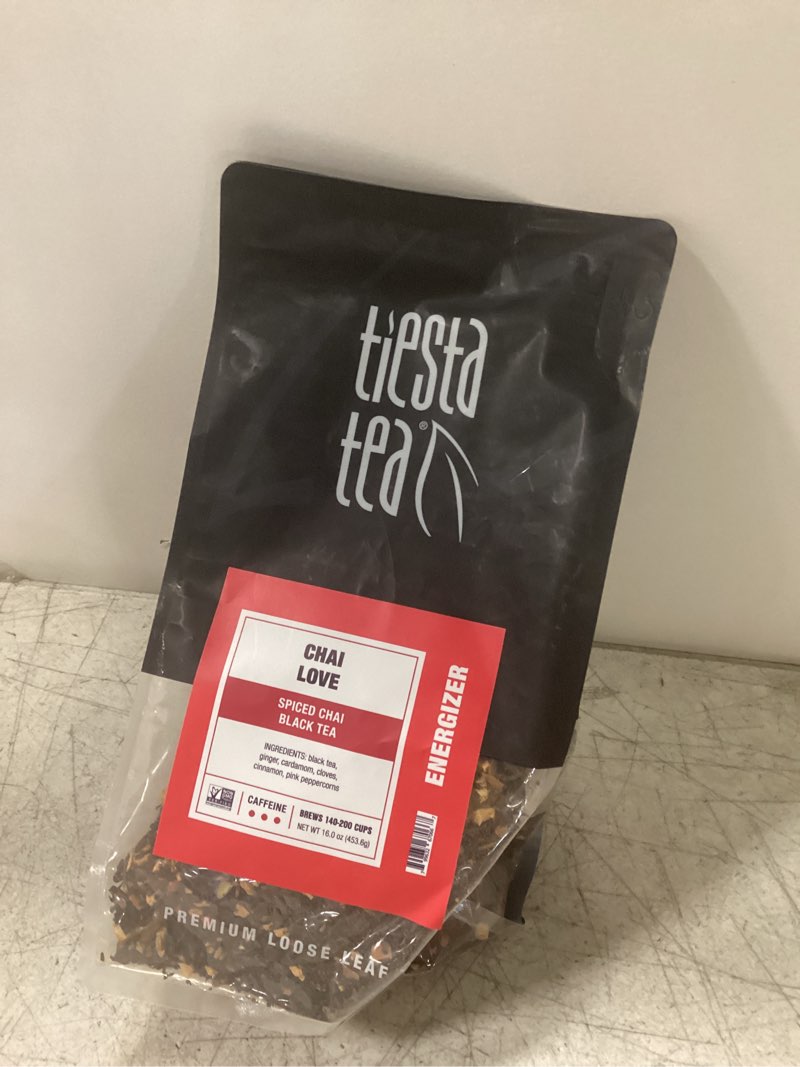 tiesta
tea®
CHAI
LOVE
SPICED CHAI
BLACK TEA
INGREDIENTS: black tea,
ginger, cardamom, cloves,
cinnamon, pink peppercorns
CAFFEINE
BREWS 140-200 CUPS
NET WT 16.0 oz (453.6g)
ENERGIZER
PREMIUM LOOSE LEAF